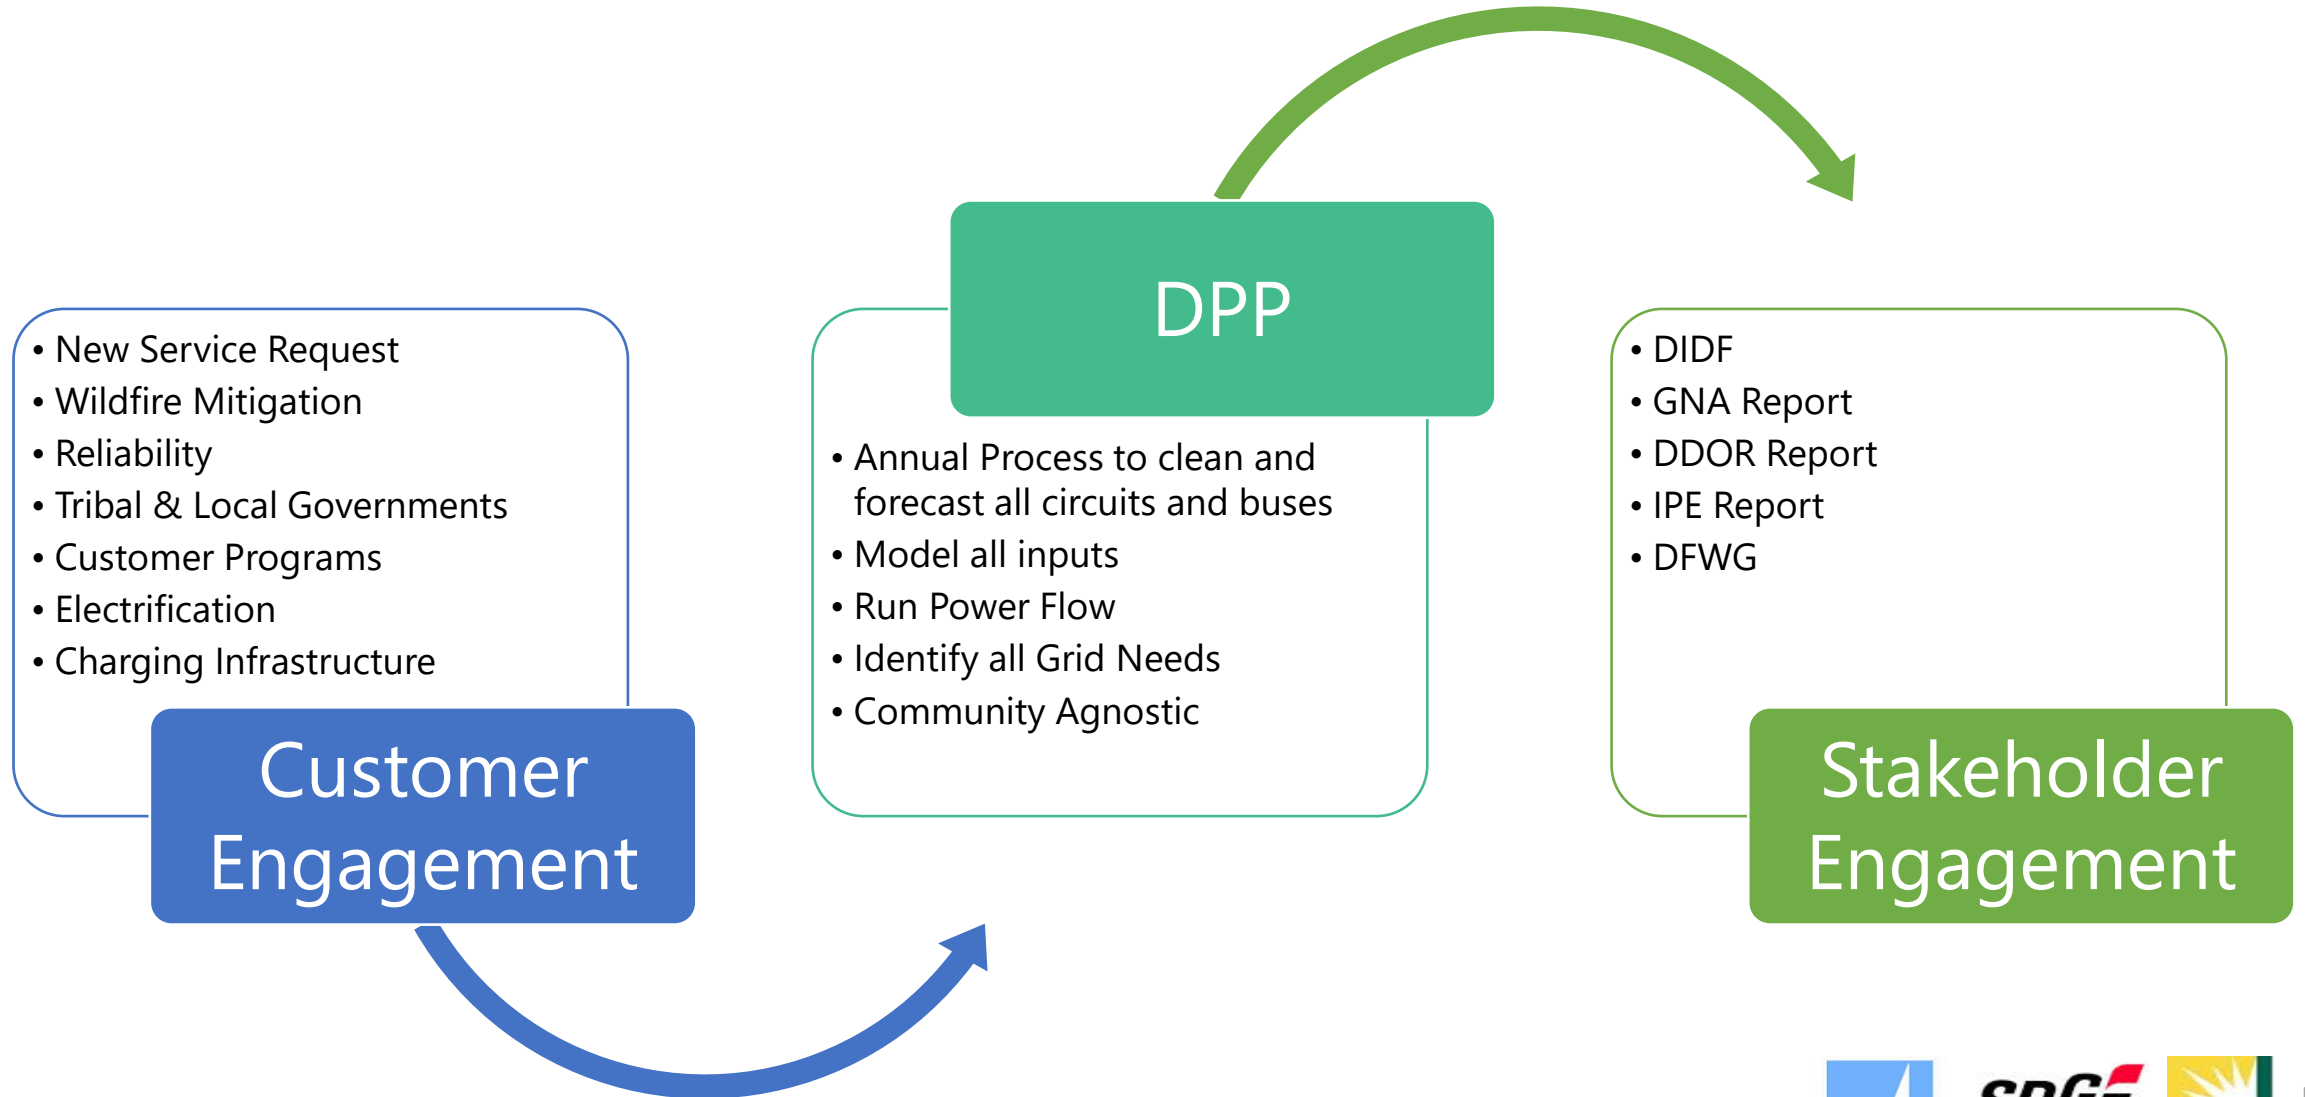 • New Service Request
• Wildfire Mitigation
• Reliability
• Tribal & Local Governments
• Customer Programs
• Electrification
• Charging Infrastructure
Customer
Engagement
DPP
• Annual Process to clean and
forecast all circuits and buses
• Model all inputs
• Run Power Flow
• Identify all Grid Needs
• Community Agnostic
• DIDF
• GNA Report
• DDOR Report
• IPE Report
• DFWG
Stakeholder
Engagement